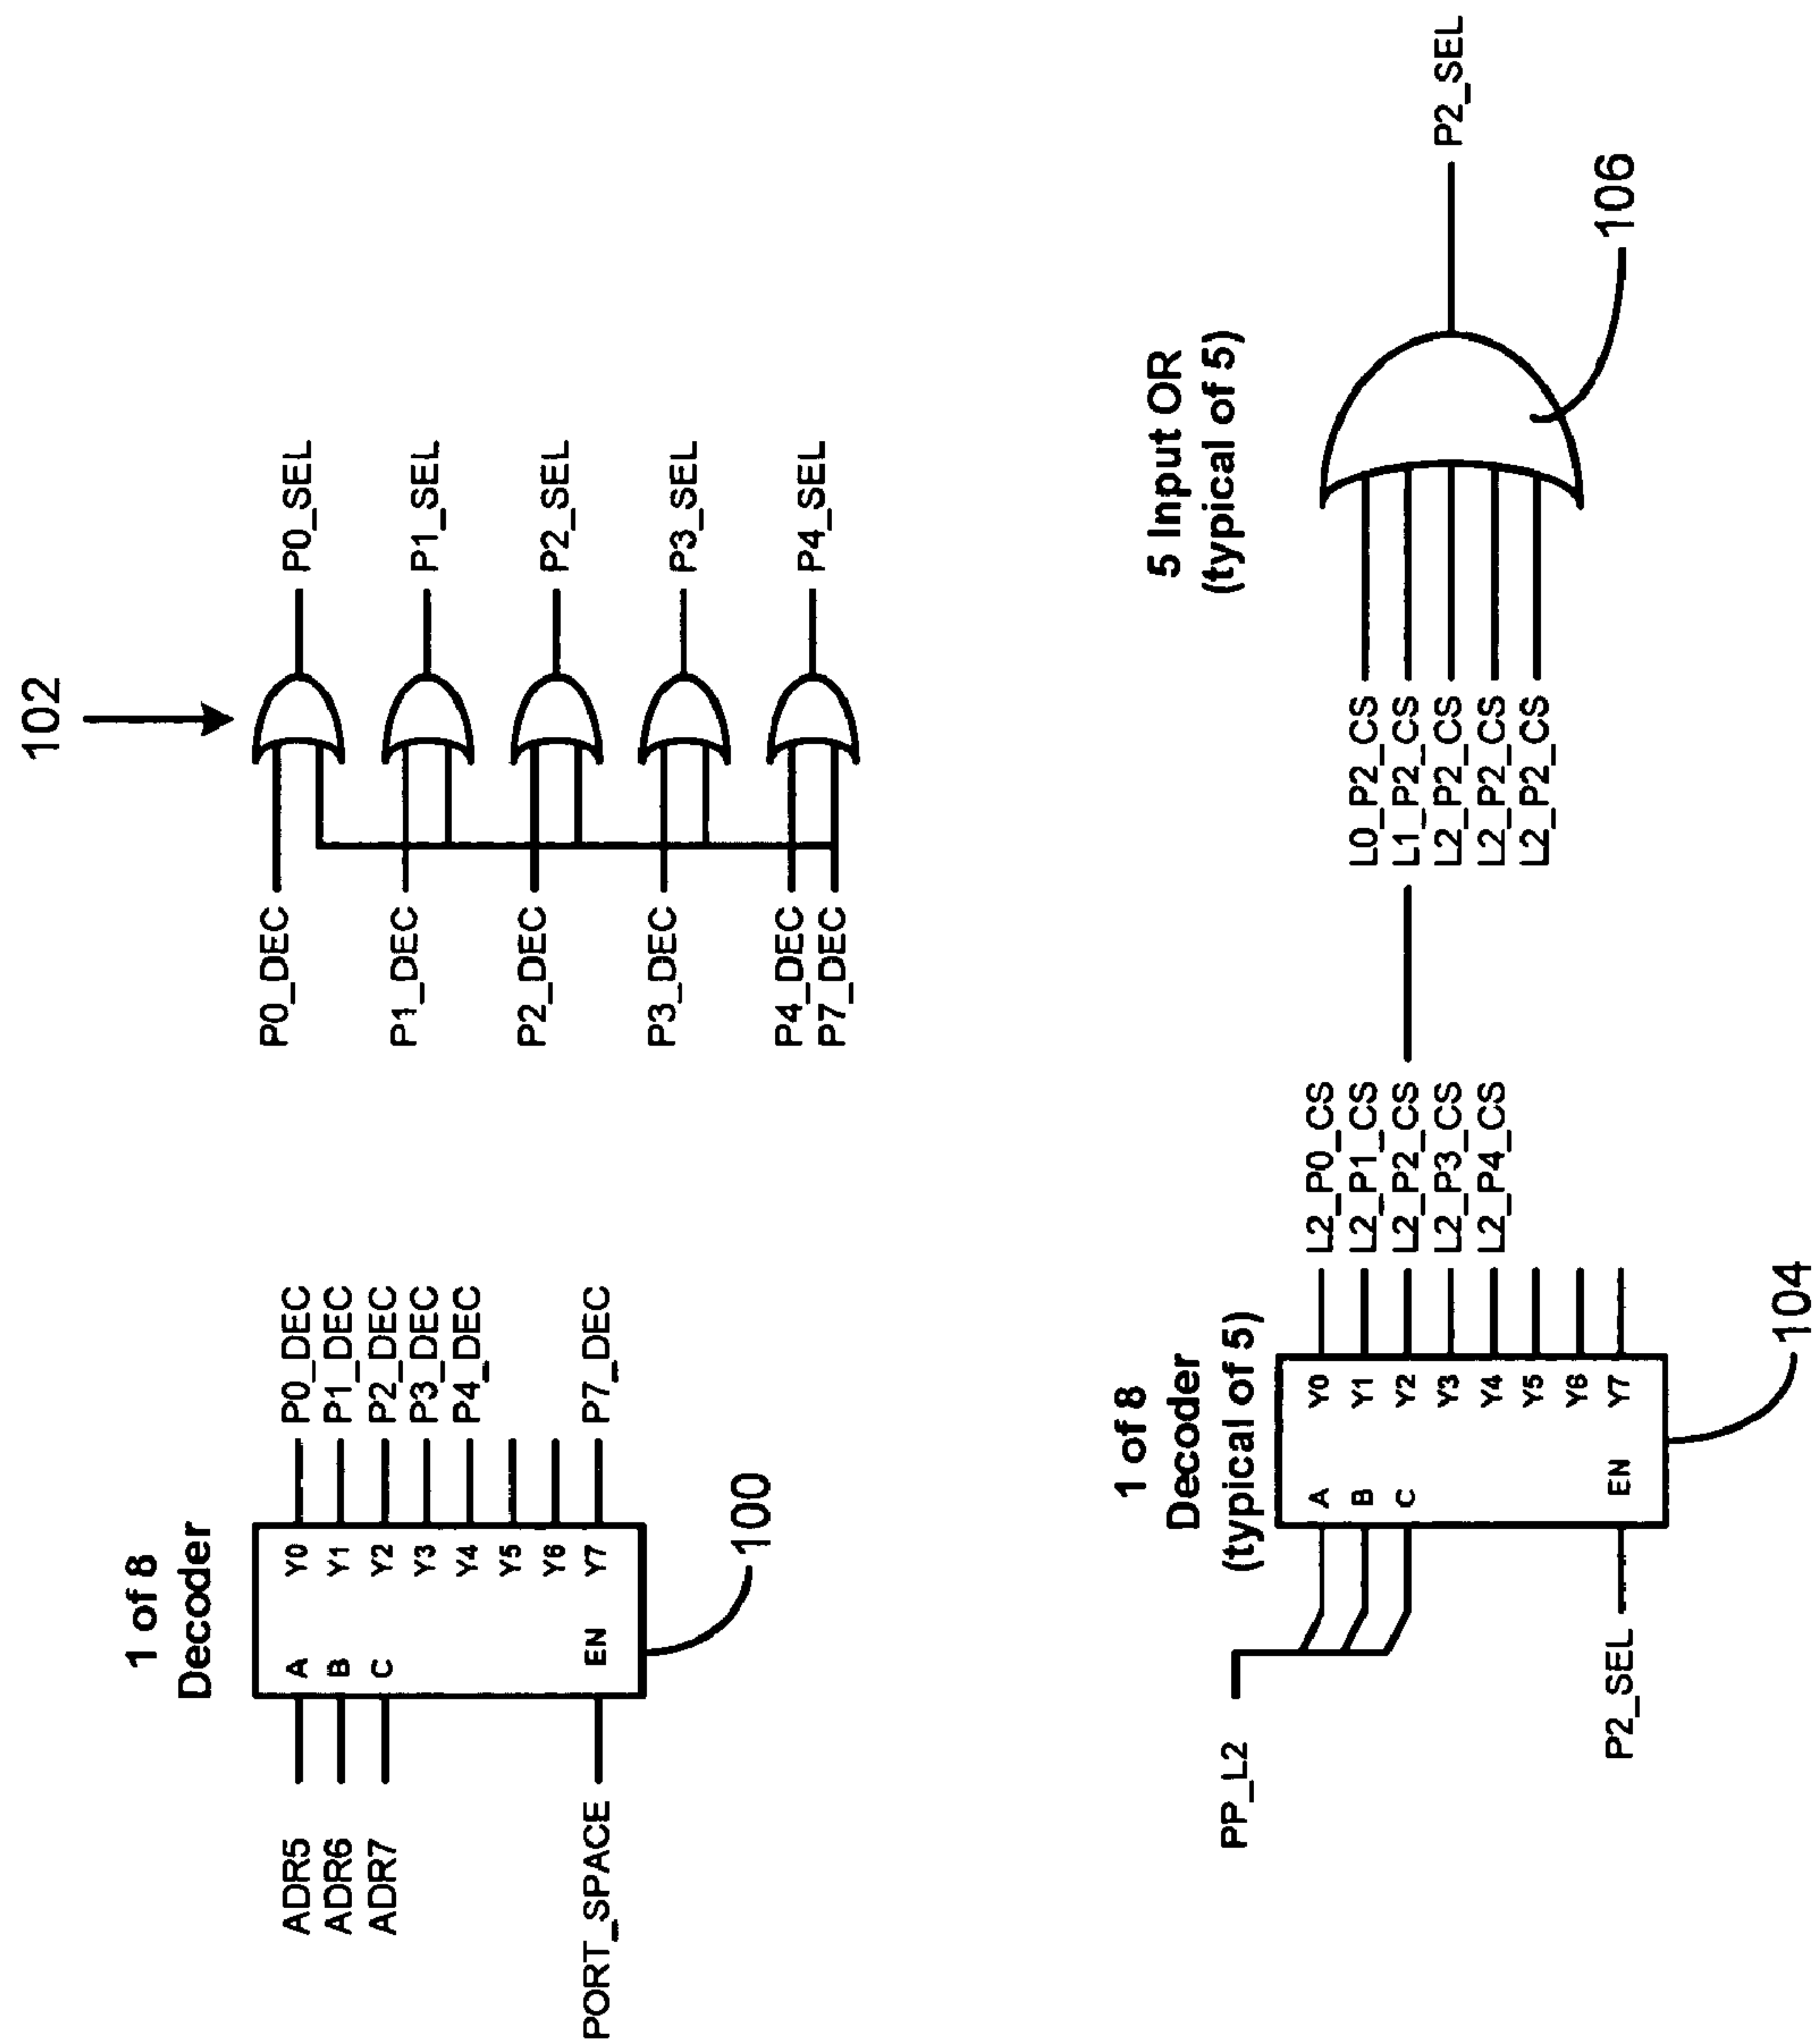 1 of 8
Decoder
ADR5
ADR6
ADR7
PORT_SPACE
A
B
C
EN
Y0
Y1
Y2
Y3
Y4
Y5
Y6
Y7
P0_DEC
P1_DEC
P2_DEC
P3_DEC
P4_DEC
P7_DEC
100
102
P0_DEC
P1_DEC
P2_DEC
P3_DEC
P4_DEC
P7_DEC
P0_SEL
P1_SEL
P2_SEL
P3_SEL
P4_SEL
1 of 8
Decoder
(typical of 5)
PP_L2
P2_SEL
A
B
C
EN
Y0
Y1
Y2
Y3
Y4
Y5
Y6
Y7
L2_P0_CS
L2_P1_CS
L2_P2_CS
L2_P3_CS
L2_P4_CS
104
5 Input OR
(typical of 5)
L0_P2_CS
L1_P2_CS
L2_P2_CS
L2_P2_CS
L2_P2_CS
P2_SEL
106